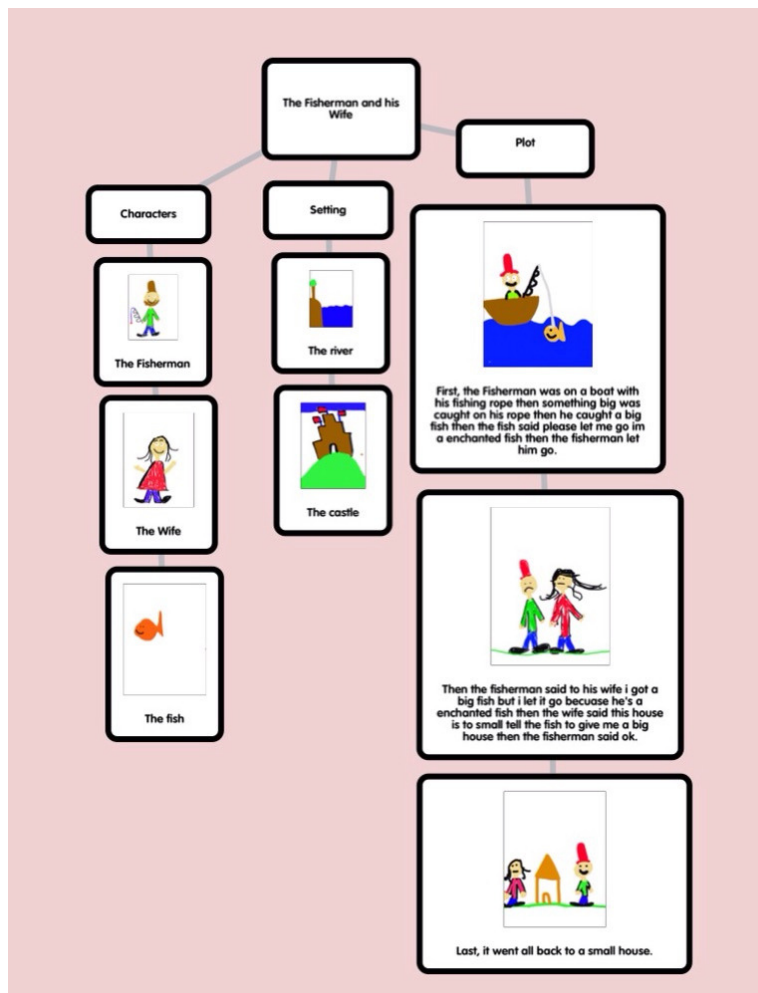 The Fisherman and his
Wife
Characters
The Fisherman
The Wife
The fish
Setting
The river
The castle
Plot
First, the Fisherman was on a boat with
his fishing rope then something big was
caught on his rope then he caught a big
fish then the fish said please let me go im
a enchanted fish then the fisherman let
him go.
Then the fisherman said to his wife i got a
big fish but i let it go becuase he's a
enchanted fish then the wife said this house
is to small tell the fish to give me a big
house then the fisherman said ok.
Last, it went all back to a small house.